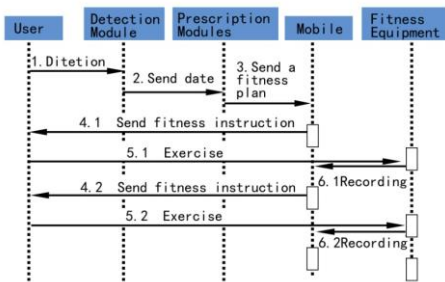 User
Detection
Module
Prescription
Modules
Mobile
Fitness
Equipment
1.Ditetion
2.Send date
3.Send a
fitness
plan
4.1 Send fitness instruction
5.1 Exercise
6.1Recording
4.2 Send fitness instruction
5.2 Exercise
6.2Recording